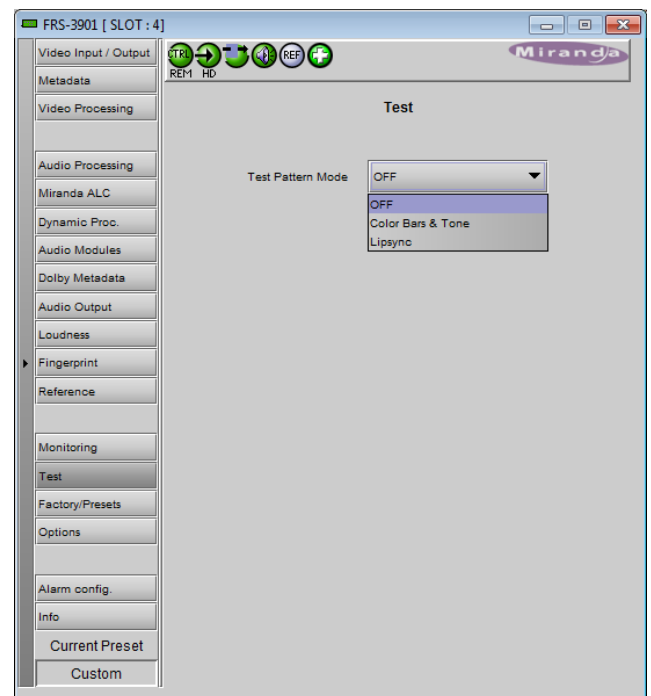 FRS-3901 [ SLOT : 4]
Video Input / Output
Metadata
Video Processing
Audio Processing
Miranda ALC
Dynamic Proc.
Audio Modules
Dolby Metadata
Audio Output
Loudness
Fingerprint
Reference
Monitoring
Test
Factory/Presets
Options
Alarm config.
Info
Current Preset
Custom
CTRL
REF
REM HD
Miranda
Test
Test Pattern Mode
OFF
OFF
Color Bars & Tone
Lipsync